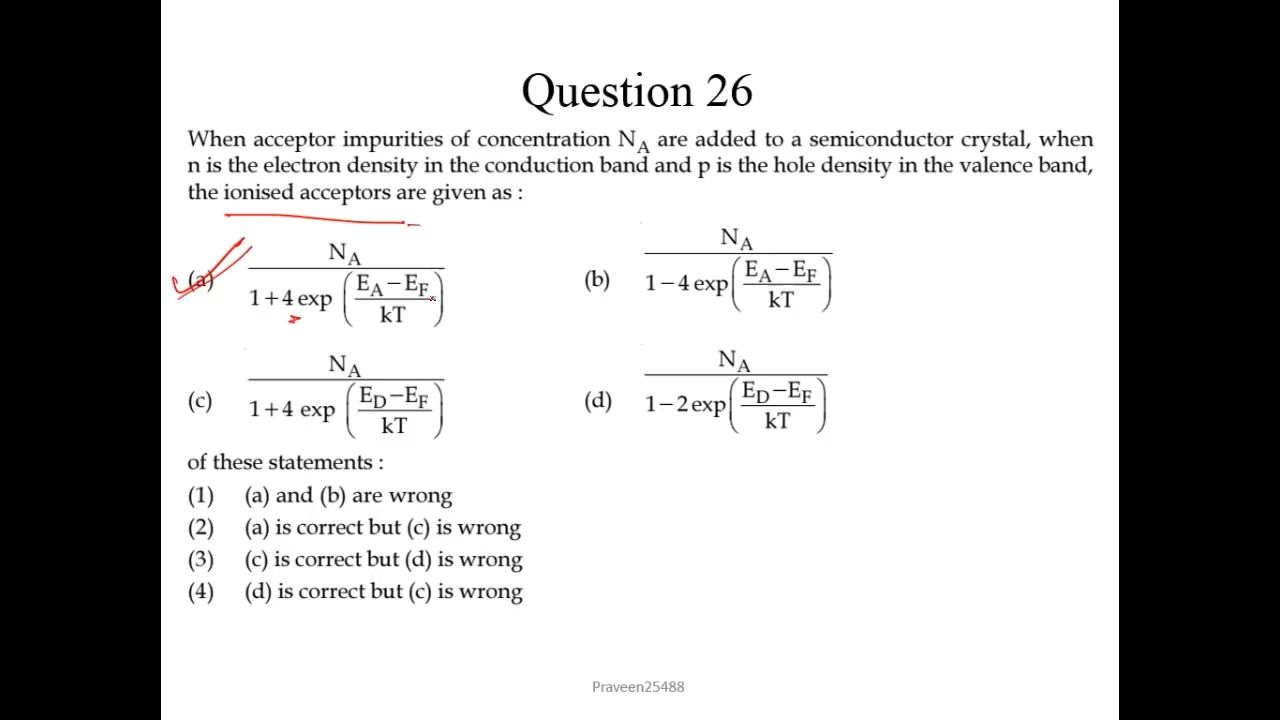 Question 26
When acceptor impurities of concentration N_A are added to a semiconductor crystal, when
n is the electron density in the conduction band and p is the hole density in the valence band,
the ionised acceptors are given as :
(a) N_A / 1 + 4 exp ( E_A − E_F / kT )
(b) N_A / 1 − 4 exp ( E_A − E_F / kT )
(c) N_A / 1 + 4 exp ( E_D − E_F / kT )
(d) N_A / 1 − 2 exp ( E_D − E_F / kT )
of these statements :
(1) (a) and (b) are wrong
(2) (a) is correct but (c) is wrong
(3) (c) is correct but (d) is wrong
(4) (d) is correct but (c) is wrong
Praveen25488